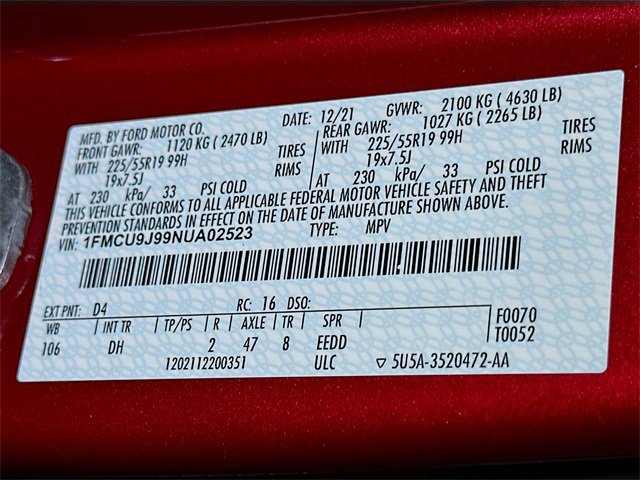 MFD. BY FORD MOTOR CO. DATE: 12/21 GVWR: 2100 KG ( 4630 LB)
FRONT GAWR: 1120 KG ( 2470 LB) REAR GAWR: 1027 KG ( 2265 LB)
WITH 225/55R19 99H TIRES WITH 225/55R19 99H TIRES
19x7.5J RIMS 19x7.5J RIMS
AT 230 kPa/ 33 PSI COLD AT 230 kPa/ 33 PSI COLD
THIS VEHICLE CONFORMS TO ALL APPLICABLE FEDERAL MOTOR VEHICLE SAFETY AND THEFT
PREVENTION STANDARDS IN EFFECT ON THE DATE OF MANUFACTURE SHOWN ABOVE.
VIN: 1FMCU9J99NUA02523 TYPE: MPV
EXT PNT: D4 RC: 16 DSO: F0070
WB INT TR TP/PS R AXLE TR SPR T0052
106 DH 2 47 8 EEDD
1202112200351 ULC ▽ 5U5A-3520472-AA